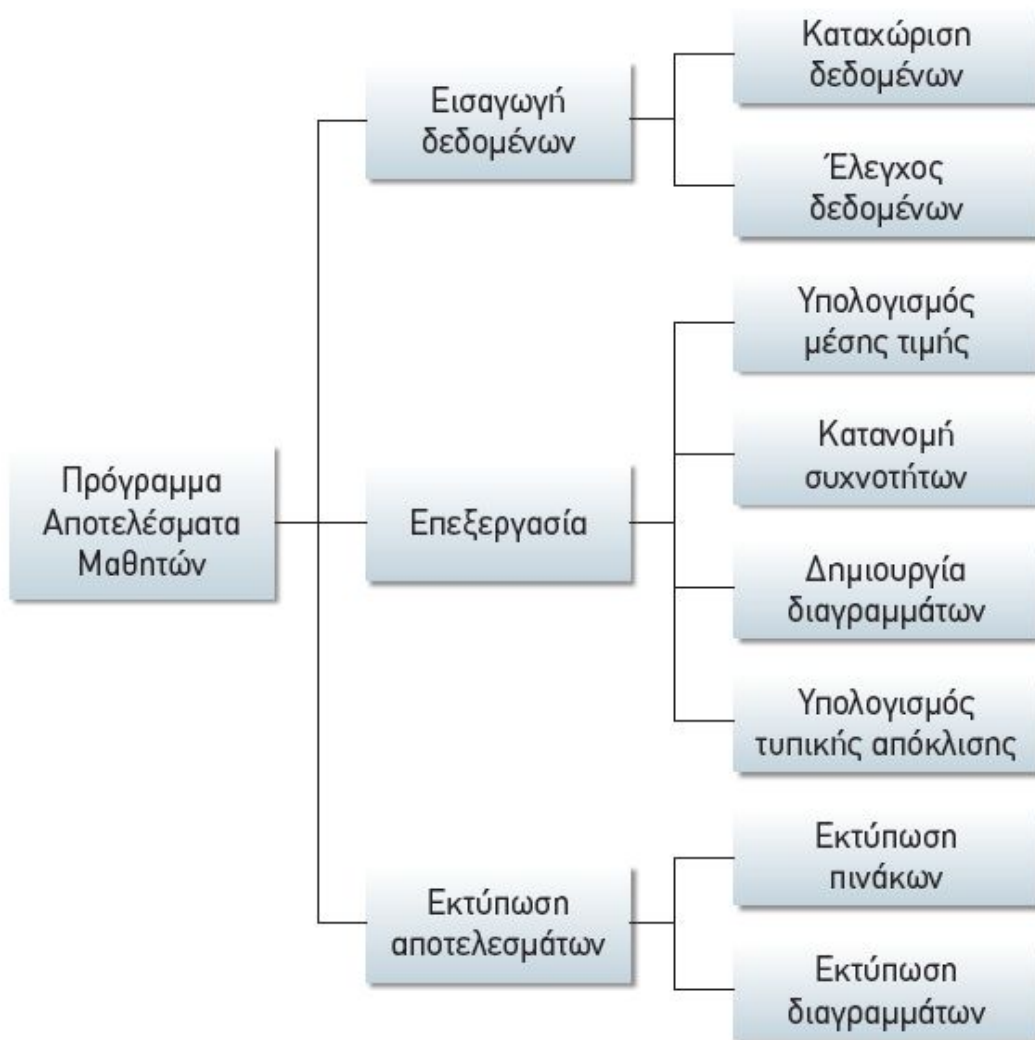 Πρόγραμμα
Αποτελέσματα
Μαθητών
Εισαγωγή
δεδομένων
Καταχώριση
δεδομένων
Έλεγχος
δεδομένων
Επεξεργασία
Υπολογισμός
μέσης τιμής
Κατανομή
συχνοτήτων
Δημιουργία
διαγραμμάτων
Υπολογισμός
τυπικής απόκλισης
Εκτύπωση
αποτελεσμάτων
Εκτύπωση
πινάκων
Εκτύπωση
διαγραμμάτων